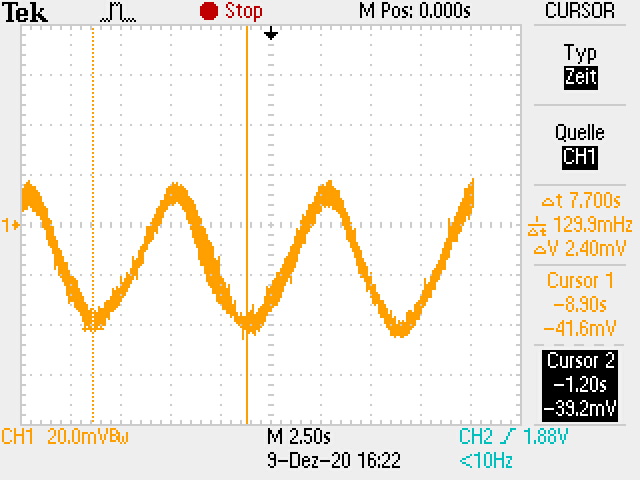 Tek Stop M Pos: 0.000s CURSOR
Typ
Zeit
Quelle
CH1
Δt 7.700s
1/Δt 129.9mHz
ΔV 2.40mV
Cursor 1
-8.90s
-41.6mV
Cursor 2
-1.20s
-39.2mV
1
CH1 20.0mVBw M 2.50s CH2 1.88V
9-Dez-20 16:22 <10Hz